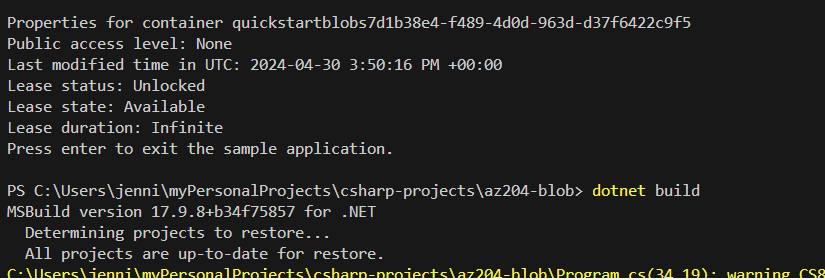 Properties for container quickstartblobs7d1b38e4-f489-4d0d-963d-d37f6422c9f5
Public access level: None
Last modified time in UTC: 2024-04-30 3:50:16 PM +00:00
Lease status: Unlocked
Lease state: Available
Lease duration: Infinite
Press enter to exit the sample application.
PS C:\Users\jenni\myPersonalProjects\csharp-projects\az204-blob> dotnet build
MSBuild version 17.9.8+b34f75857 for .NET
Determining projects to restore...
All projects are up-to-date for restore.
C:\Users\jenni\myPersonalProjects\csharp-projects\az204-blob\Program.cs(34,19): warning CS8